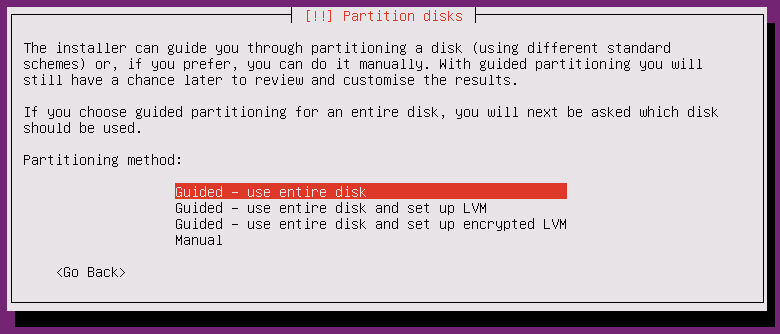 [!!] Partition disks
The installer can guide you through partitioning a disk (using different standard
schemes) or, if you prefer, you can do it manually. With guided partitioning you will
still have a chance later to review and customise the results.
If you choose guided partitioning for an entire disk, you will next be asked which disk
should be used.
Partitioning method:
Guided - use entire disk
Guided - use entire disk and set up LVM
Guided - use entire disk and set up encrypted LVM
Manual
<Go Back>